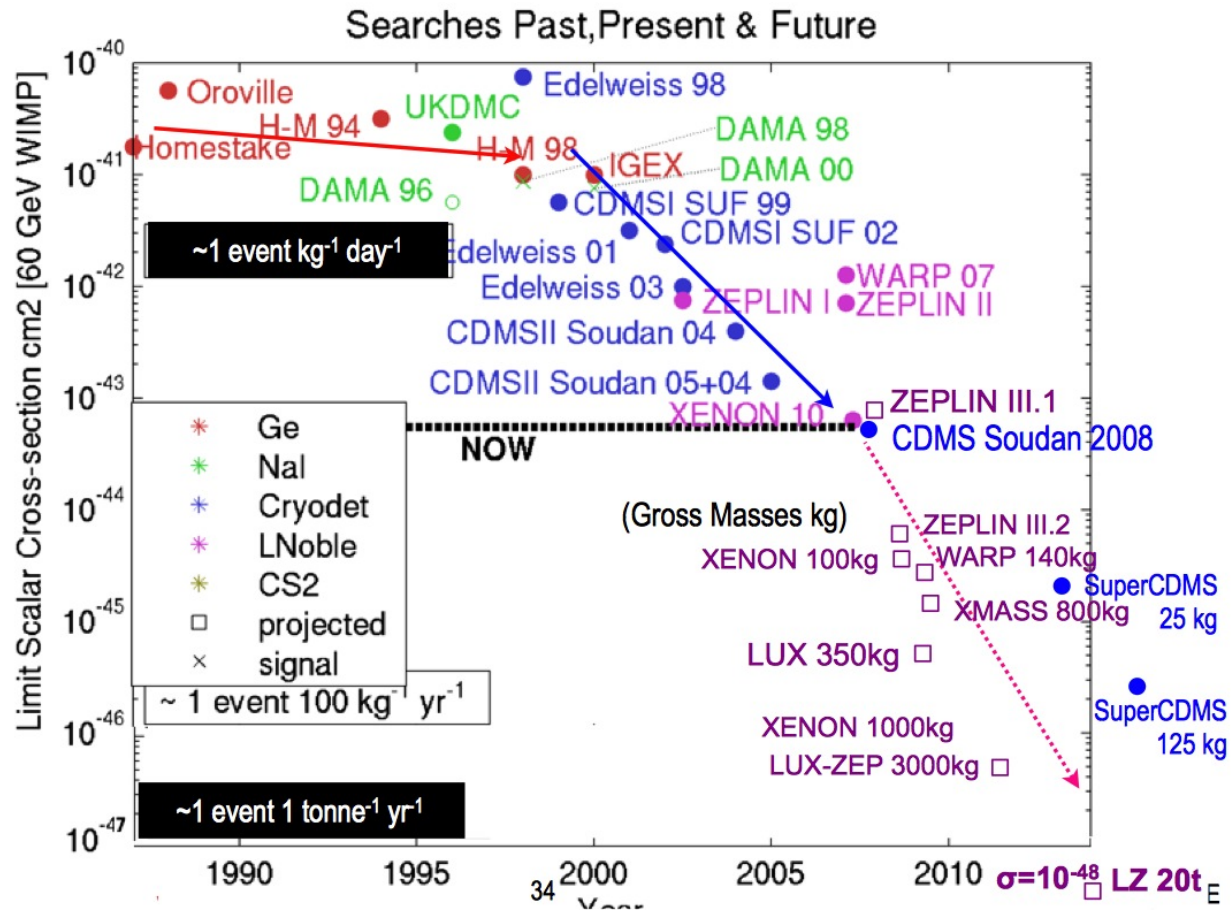 Searches Past,Present & Future
Limit Scalar Cross-section cm2 [60 GeV WIMP]
10-40
10-41
10-42
10-43
10-44
10-45
10-46
10-47
Oroville
Edelweiss 98
UKDMC
H-M 94
DAMA 98
Homestake
H-M 98
IGEX
DAMA 00
DAMA 96
CDMSI SUF 99
~1 event kg-1 day-1
CDMSI SUF 02
Edelweiss 01
WARP 07
Edelweiss 03
ZEPLIN I
ZEPLIN II
CDMSII Soudan 04
CDMSII Soudan 05+04
XENON 10
ZEPLIN III.1
NOW
CDMS Soudan 2008
Ge
NaI
Cryodet
LNoble
CS2
projected
signal
(Gross Masses kg)
ZEPLIN III.2
XENON 100kg
WARP 140kg
SuperCDMS
25 kg
XMASS 800kg
LUX 350kg
~ 1 event 100 kg-1 yr-1
SuperCDMS
125 kg
XENON 1000kg
LUX-ZEP 3000kg
~1 event 1 tonne-1 yr-1
1990
1995
2000
2005
2010
34
σ=10-48 LZ 20t
E
Year